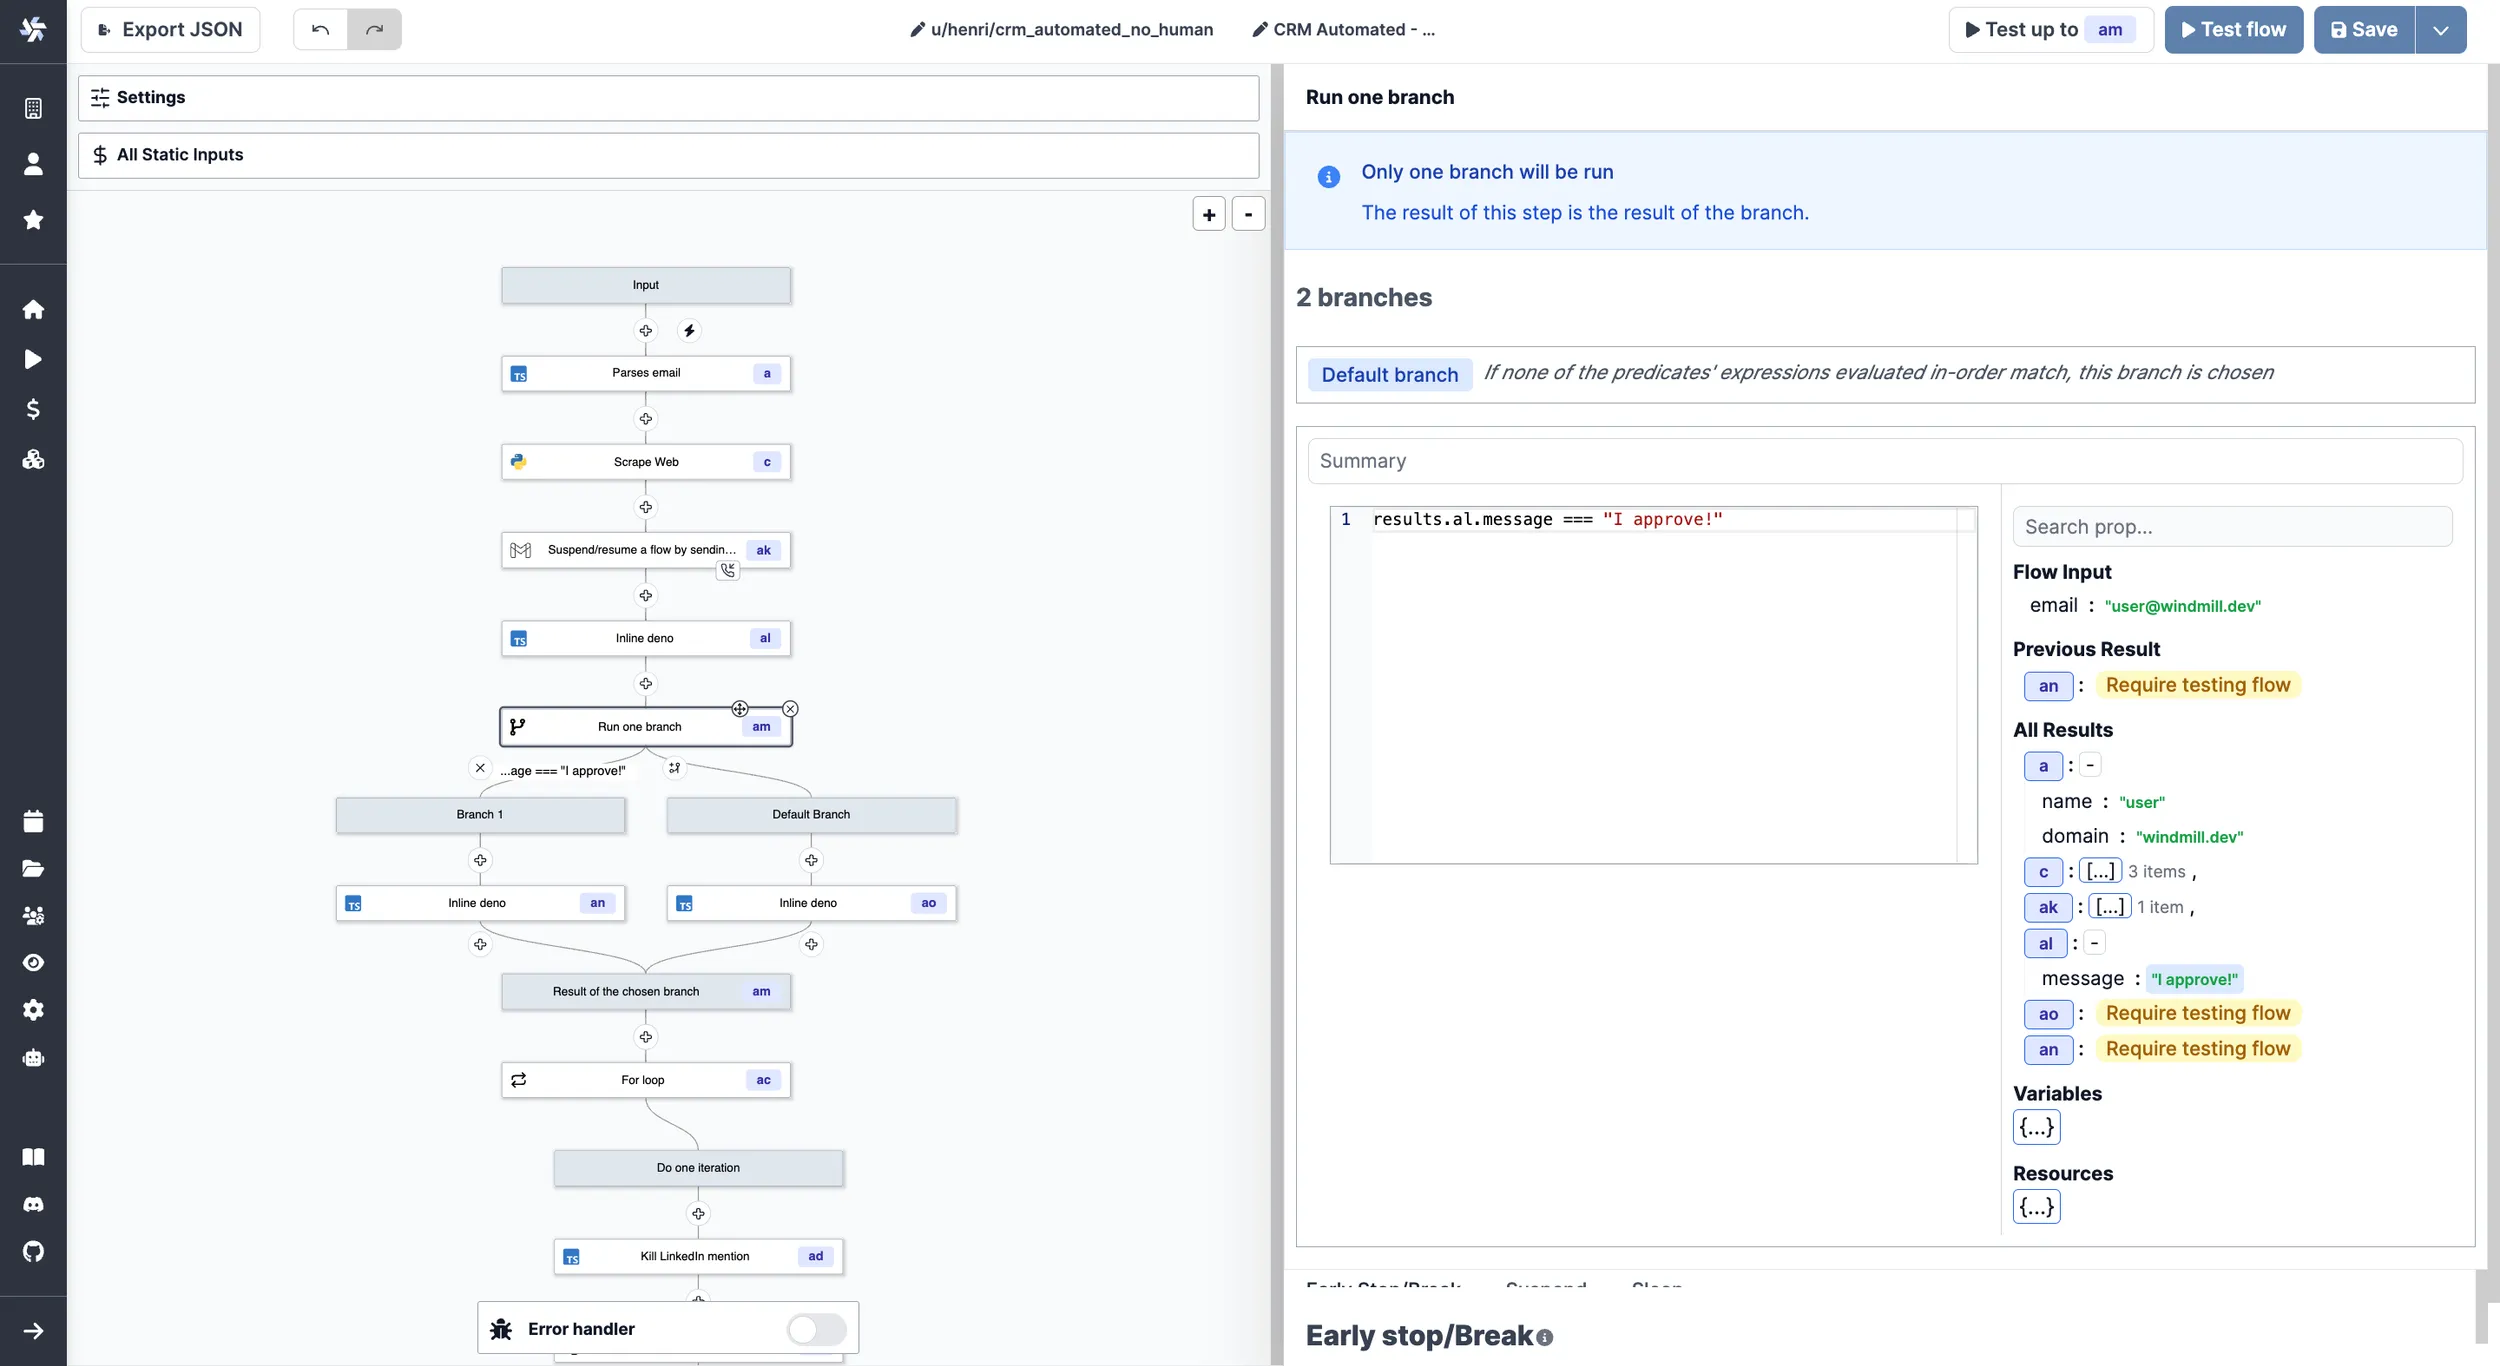 Export JSON
u/henri/crm_automated_no_human
CRM Automated - ...
Test up to am
Test flow
Save
Settings
All Static Inputs
+
-
Input
Parses email a
Scrape Web c
Suspend/resume a flow by sendin... ak
Inline deno al
Run one branch am
...age === "I approve!"
Branch 1
Default Branch
Inline deno an
Inline deno ao
Result of the chosen branch am
For loop ac
Do one iteration
Kill LinkedIn mention ad
Error handler
Run one branch
Only one branch will be run
The result of this step is the result of the branch.
2 branches
Default branch If none of the predicates' expressions evaluated in-order match, this branch is chosen
Summary
1 results.al.message === "I approve!"
Search prop...
Flow Input
email : "user@windmill.dev"
Previous Result
an : Require testing flow
All Results
a : -
name : "user"
domain : "windmill.dev"
c : [...] 3 items ,
ak : [...] 1 item ,
al : -
message : "I approve!"
ao : Require testing flow
an : Require testing flow
Variables
{...}
Resources
{...}
Early Stop/Break Suspend Sleep
Early stop/Break